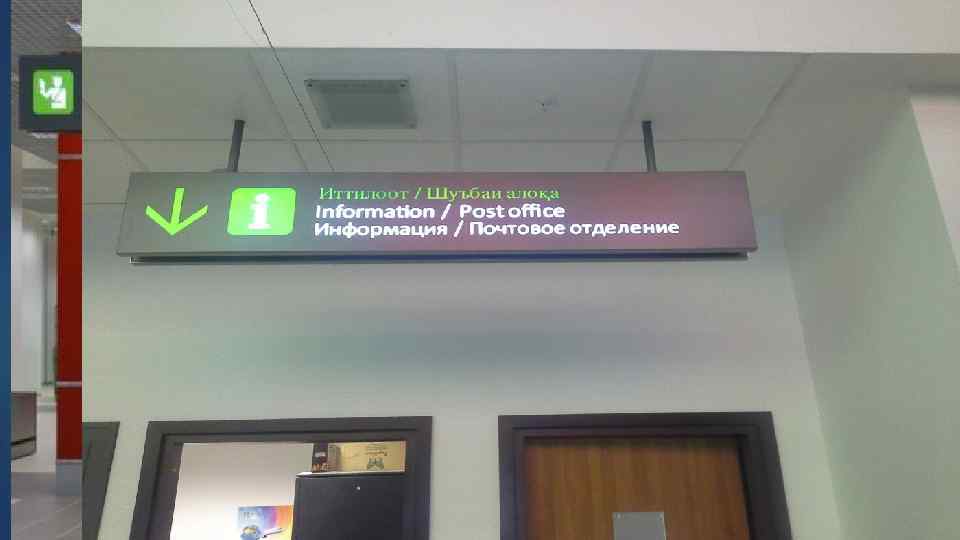 Иттилоот / Шуъбаи алоқа
Information / Post office
Информация / Почтовое отделение